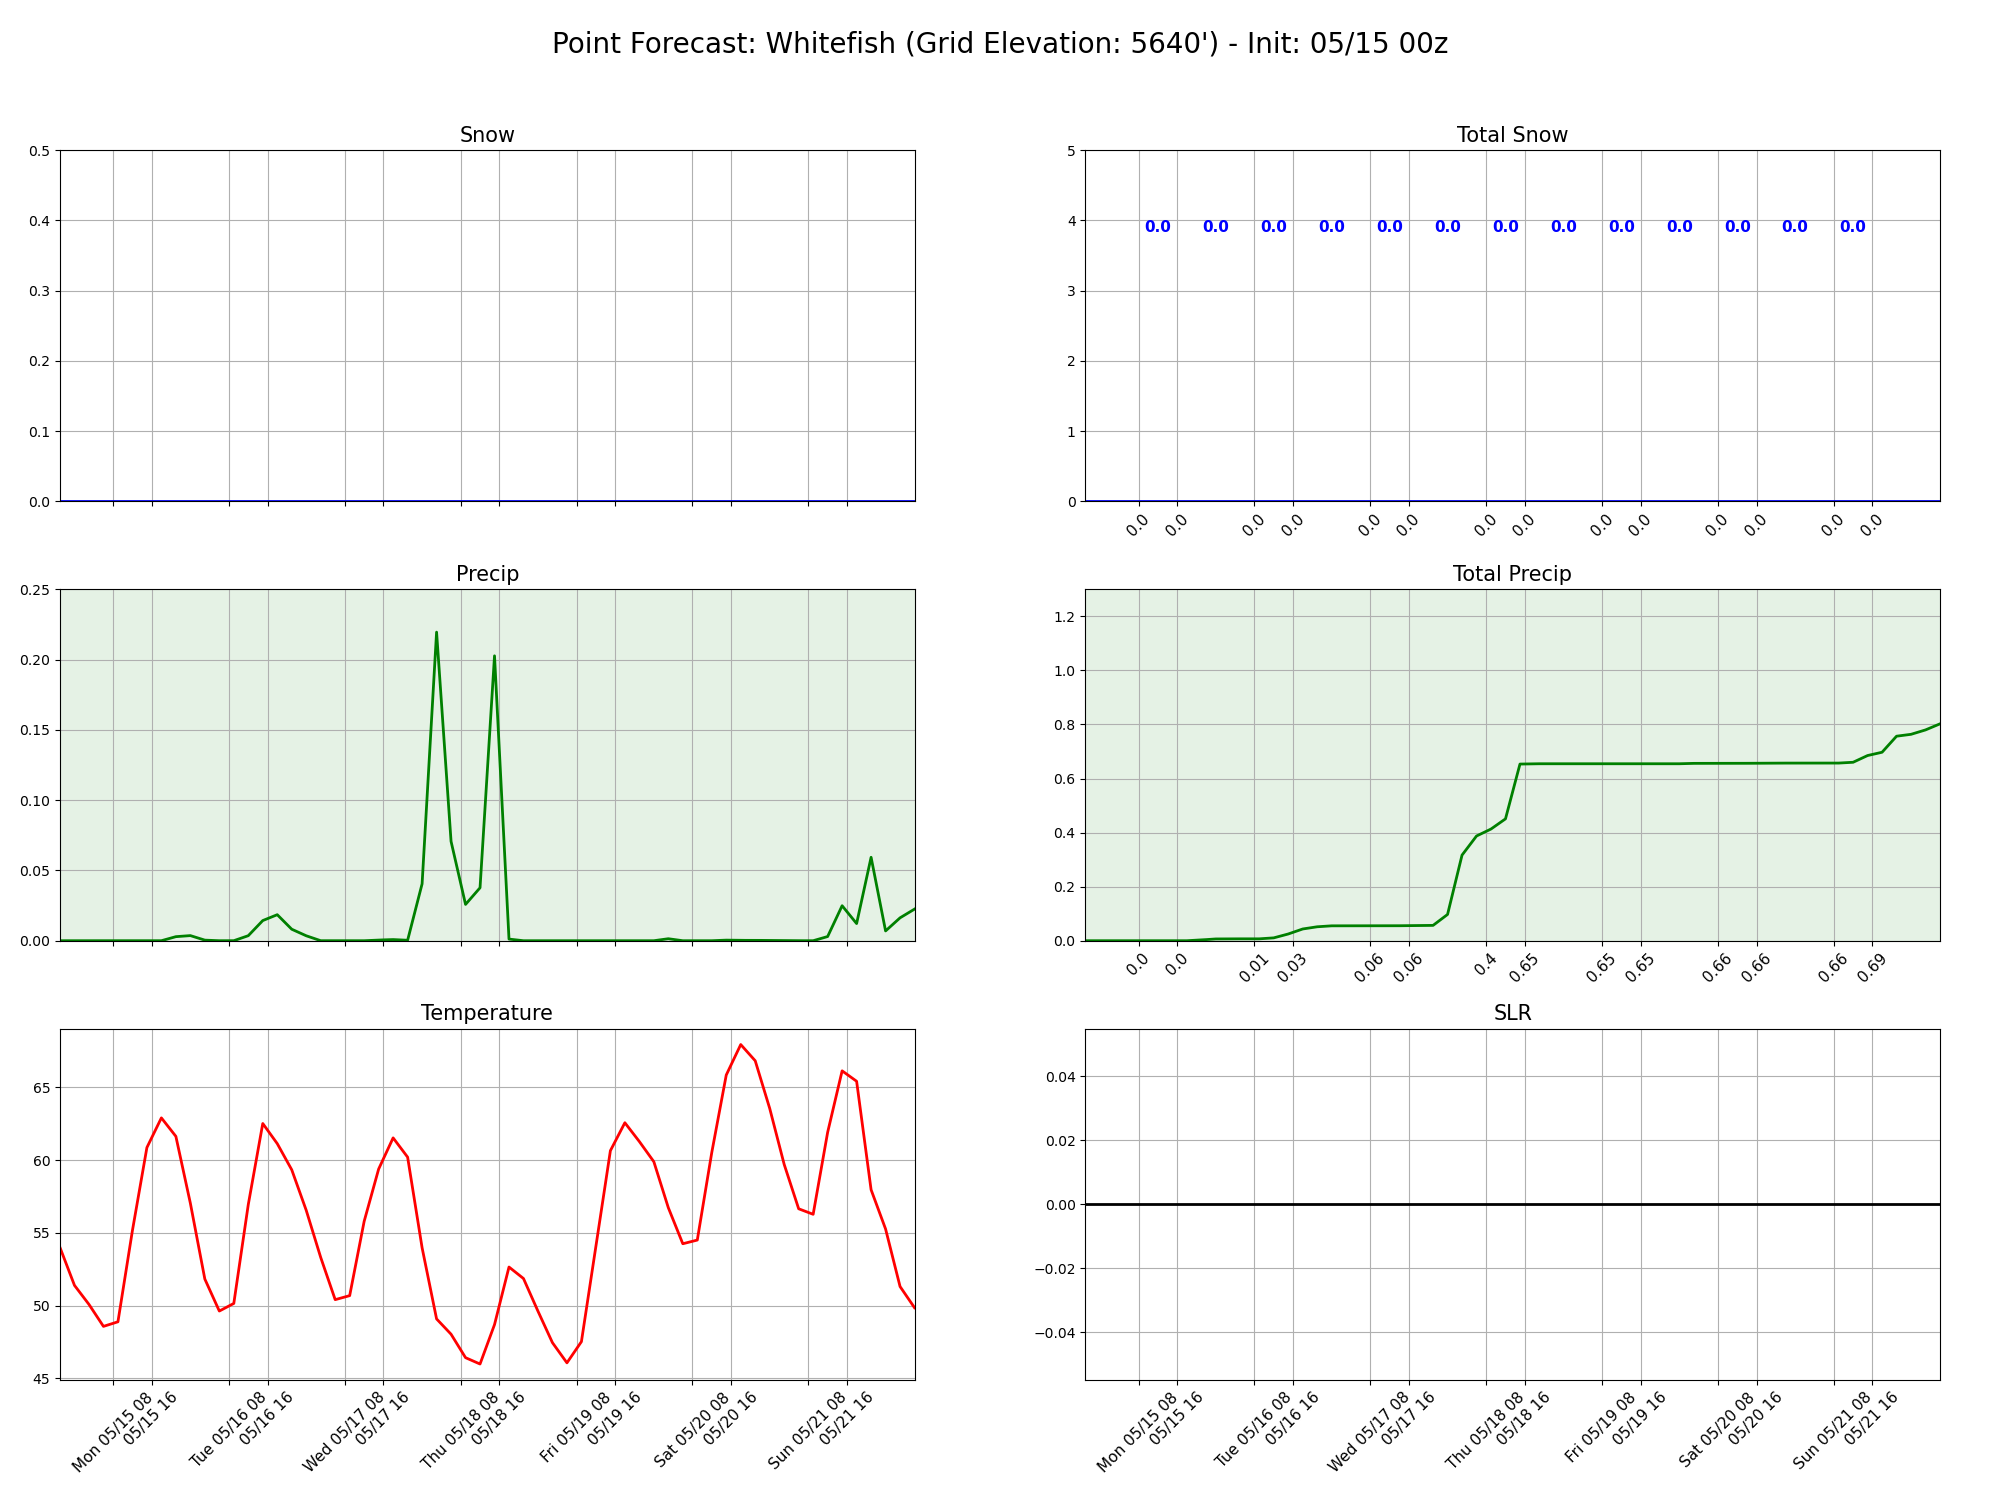 Point Forecast: Whitefish (Grid Elevation: 5640') - Init: 05/15 00z
Snow
0.5
0.4
0.3
0.2
0.1
0.0
Total Snow
5
4
3
2
1
0
0.0 0.0 0.0 0.0 0.0 0.0 0.0 0.0 0.0 0.0 0.0 0.0 0.0
0.0 0.0 0.0 0.0 0.0 0.0 0.0 0.0 0.0 0.0 0.0 0.0 0.0 0.0
Precip
0.25
0.20
0.15
0.10
0.05
0.00
Total Precip
1.2
1.0
0.8
0.6
0.4
0.2
0.0
0.0 0.0 0.01 0.03 0.06 0.06 0.4 0.65 0.65 0.65 0.66 0.66 0.66 0.69
Temperature
65
60
55
50
45
Mon 05/15 08
05/15 16
Tue 05/16 08
05/16 16
Wed 05/17 08
05/17 16
Thu 05/18 08
05/18 16
Fri 05/19 08
05/19 16
Sat 05/20 08
05/20 16
Sun 05/21 08
05/21 16
SLR
0.04
0.02
0.00
−0.02
−0.04
Mon 05/15 08
05/15 16
Tue 05/16 08
05/16 16
Wed 05/17 08
05/17 16
Thu 05/18 08
05/18 16
Fri 05/19 08
05/19 16
Sat 05/20 08
05/20 16
Sun 05/21 08
05/21 16